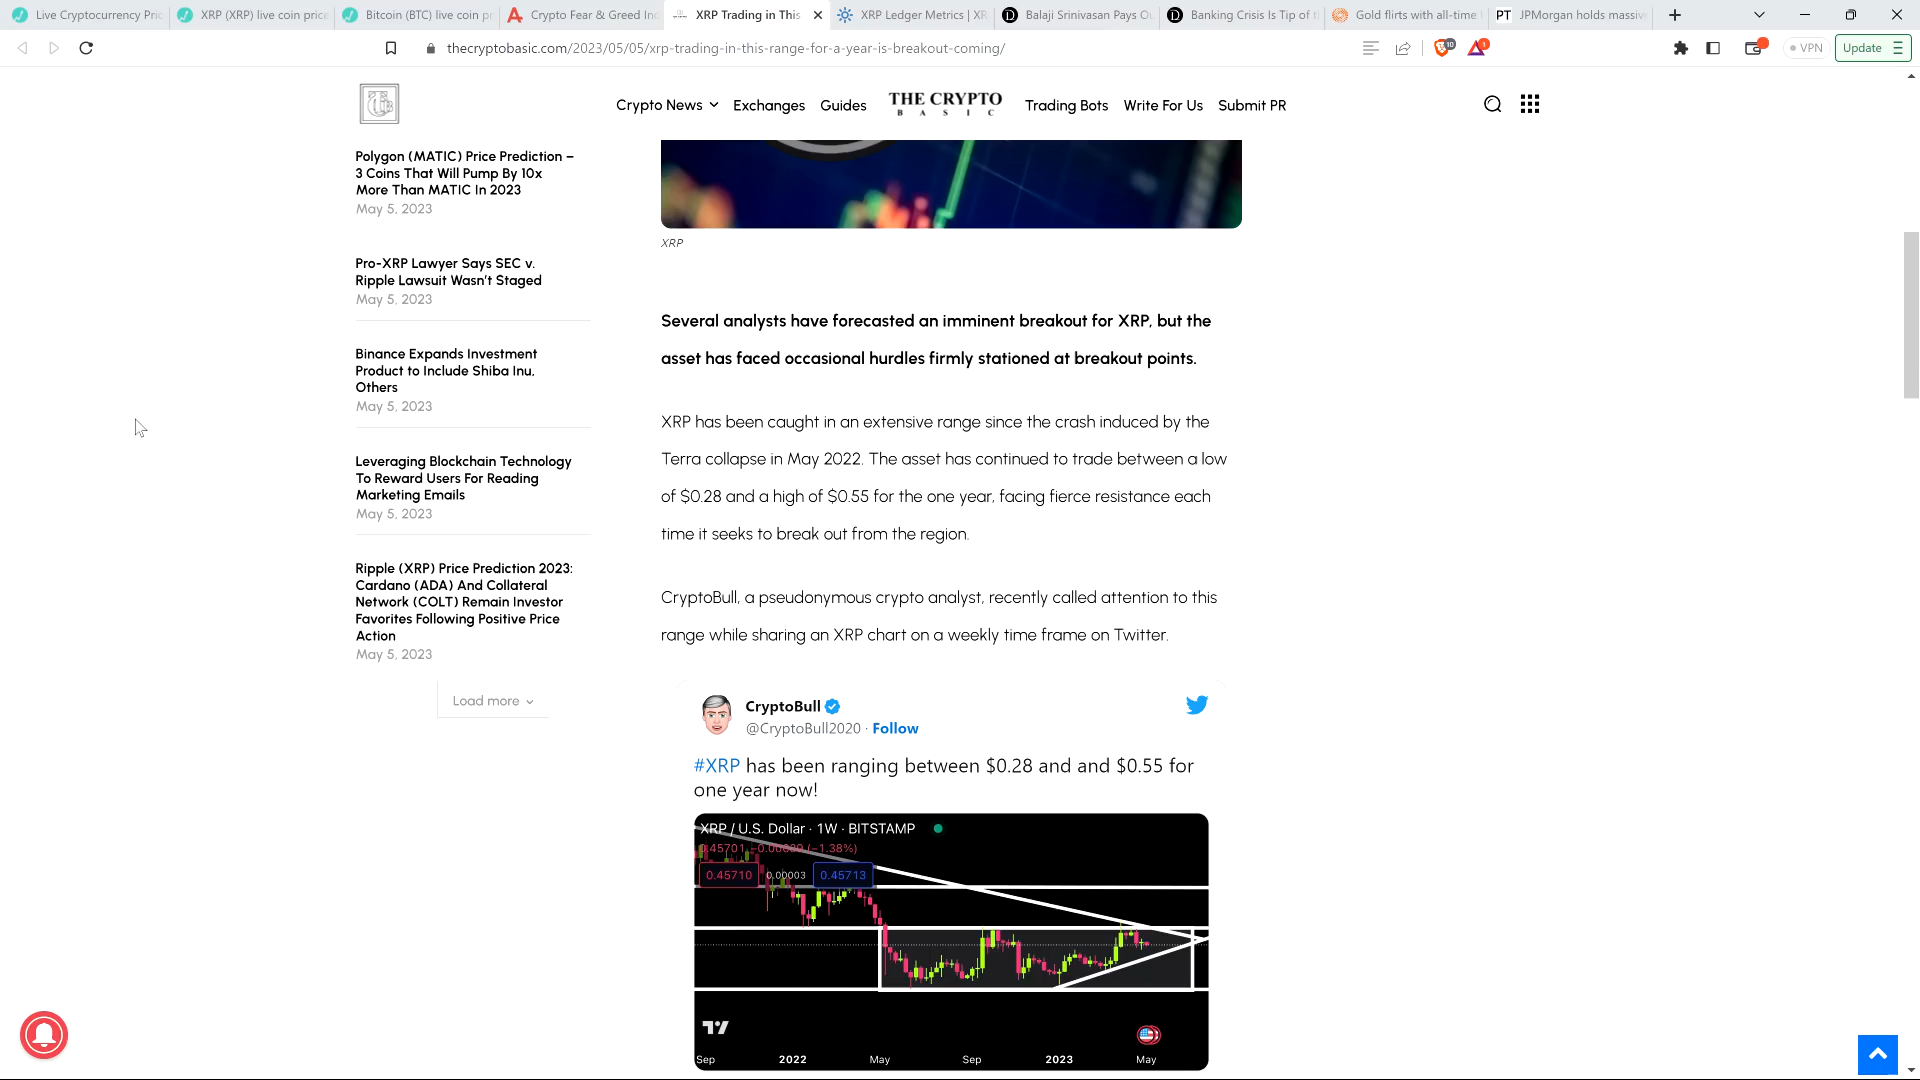 Live Cryptocurrency Pric
XRP (XRP) live coin price
Bitcoin (BTC) live coin pr
Crypto Fear & Greed Inc
XRP Trading in This
XRP Ledger Metrics | XR
Balaji Srinivasan Pays O
Banking Crisis Is Tip of t
Gold flirts with all-time
PT JPMorgan holds massiv
thecryptobasic.com/2023/05/05/xrp-trading-in-this-range-for-a-year-is-breakout-coming/
10
1
VPN
Update
Crypto News
Exchanges
Guides
THE CRYPTO
BASIC
Trading Bots
Write For Us
Submit PR
Polygon (MATIC) Price Prediction –
3 Coins That Will Pump By 10x
More Than MATIC In 2023
May 5, 2023
Pro-XRP Lawyer Says SEC v.
Ripple Lawsuit Wasn't Staged
May 5, 2023
Binance Expands Investment
Product to Include Shiba Inu,
Others
May 5, 2023
Leveraging Blockchain Technology
To Reward Users For Reading
Marketing Emails
May 5, 2023
Ripple (XRP) Price Prediction 2023:
Cardano (ADA) And Collateral
Network (COLT) Remain Investor
Favorites Following Positive Price
Action
May 5, 2023
Load more
XRP
Several analysts have forecasted an imminent breakout for XRP, but the
asset has faced occasional hurdles firmly stationed at breakout points.
XRP has been caught in an extensive range since the crash induced by the
Terra collapse in May 2022. The asset has continued to trade between a low
of $0.28 and a high of $0.55 for the one year, facing fierce resistance each
time it seeks to break out from the region.
CryptoBull, a pseudonymous crypto analyst, recently called attention to this
range while sharing an XRP chart on a weekly time frame on Twitter.
CryptoBull
@CryptoBull2020 · Follow
#XRP has been ranging between $0.28 and and $0.55 for
one year now!
XRP / U.S. Dollar · 1W · BITSTAMP
0.45701 (−1.38%)
0.45710 0.00003 0.45713
Sep 2022 May Sep 2023 May